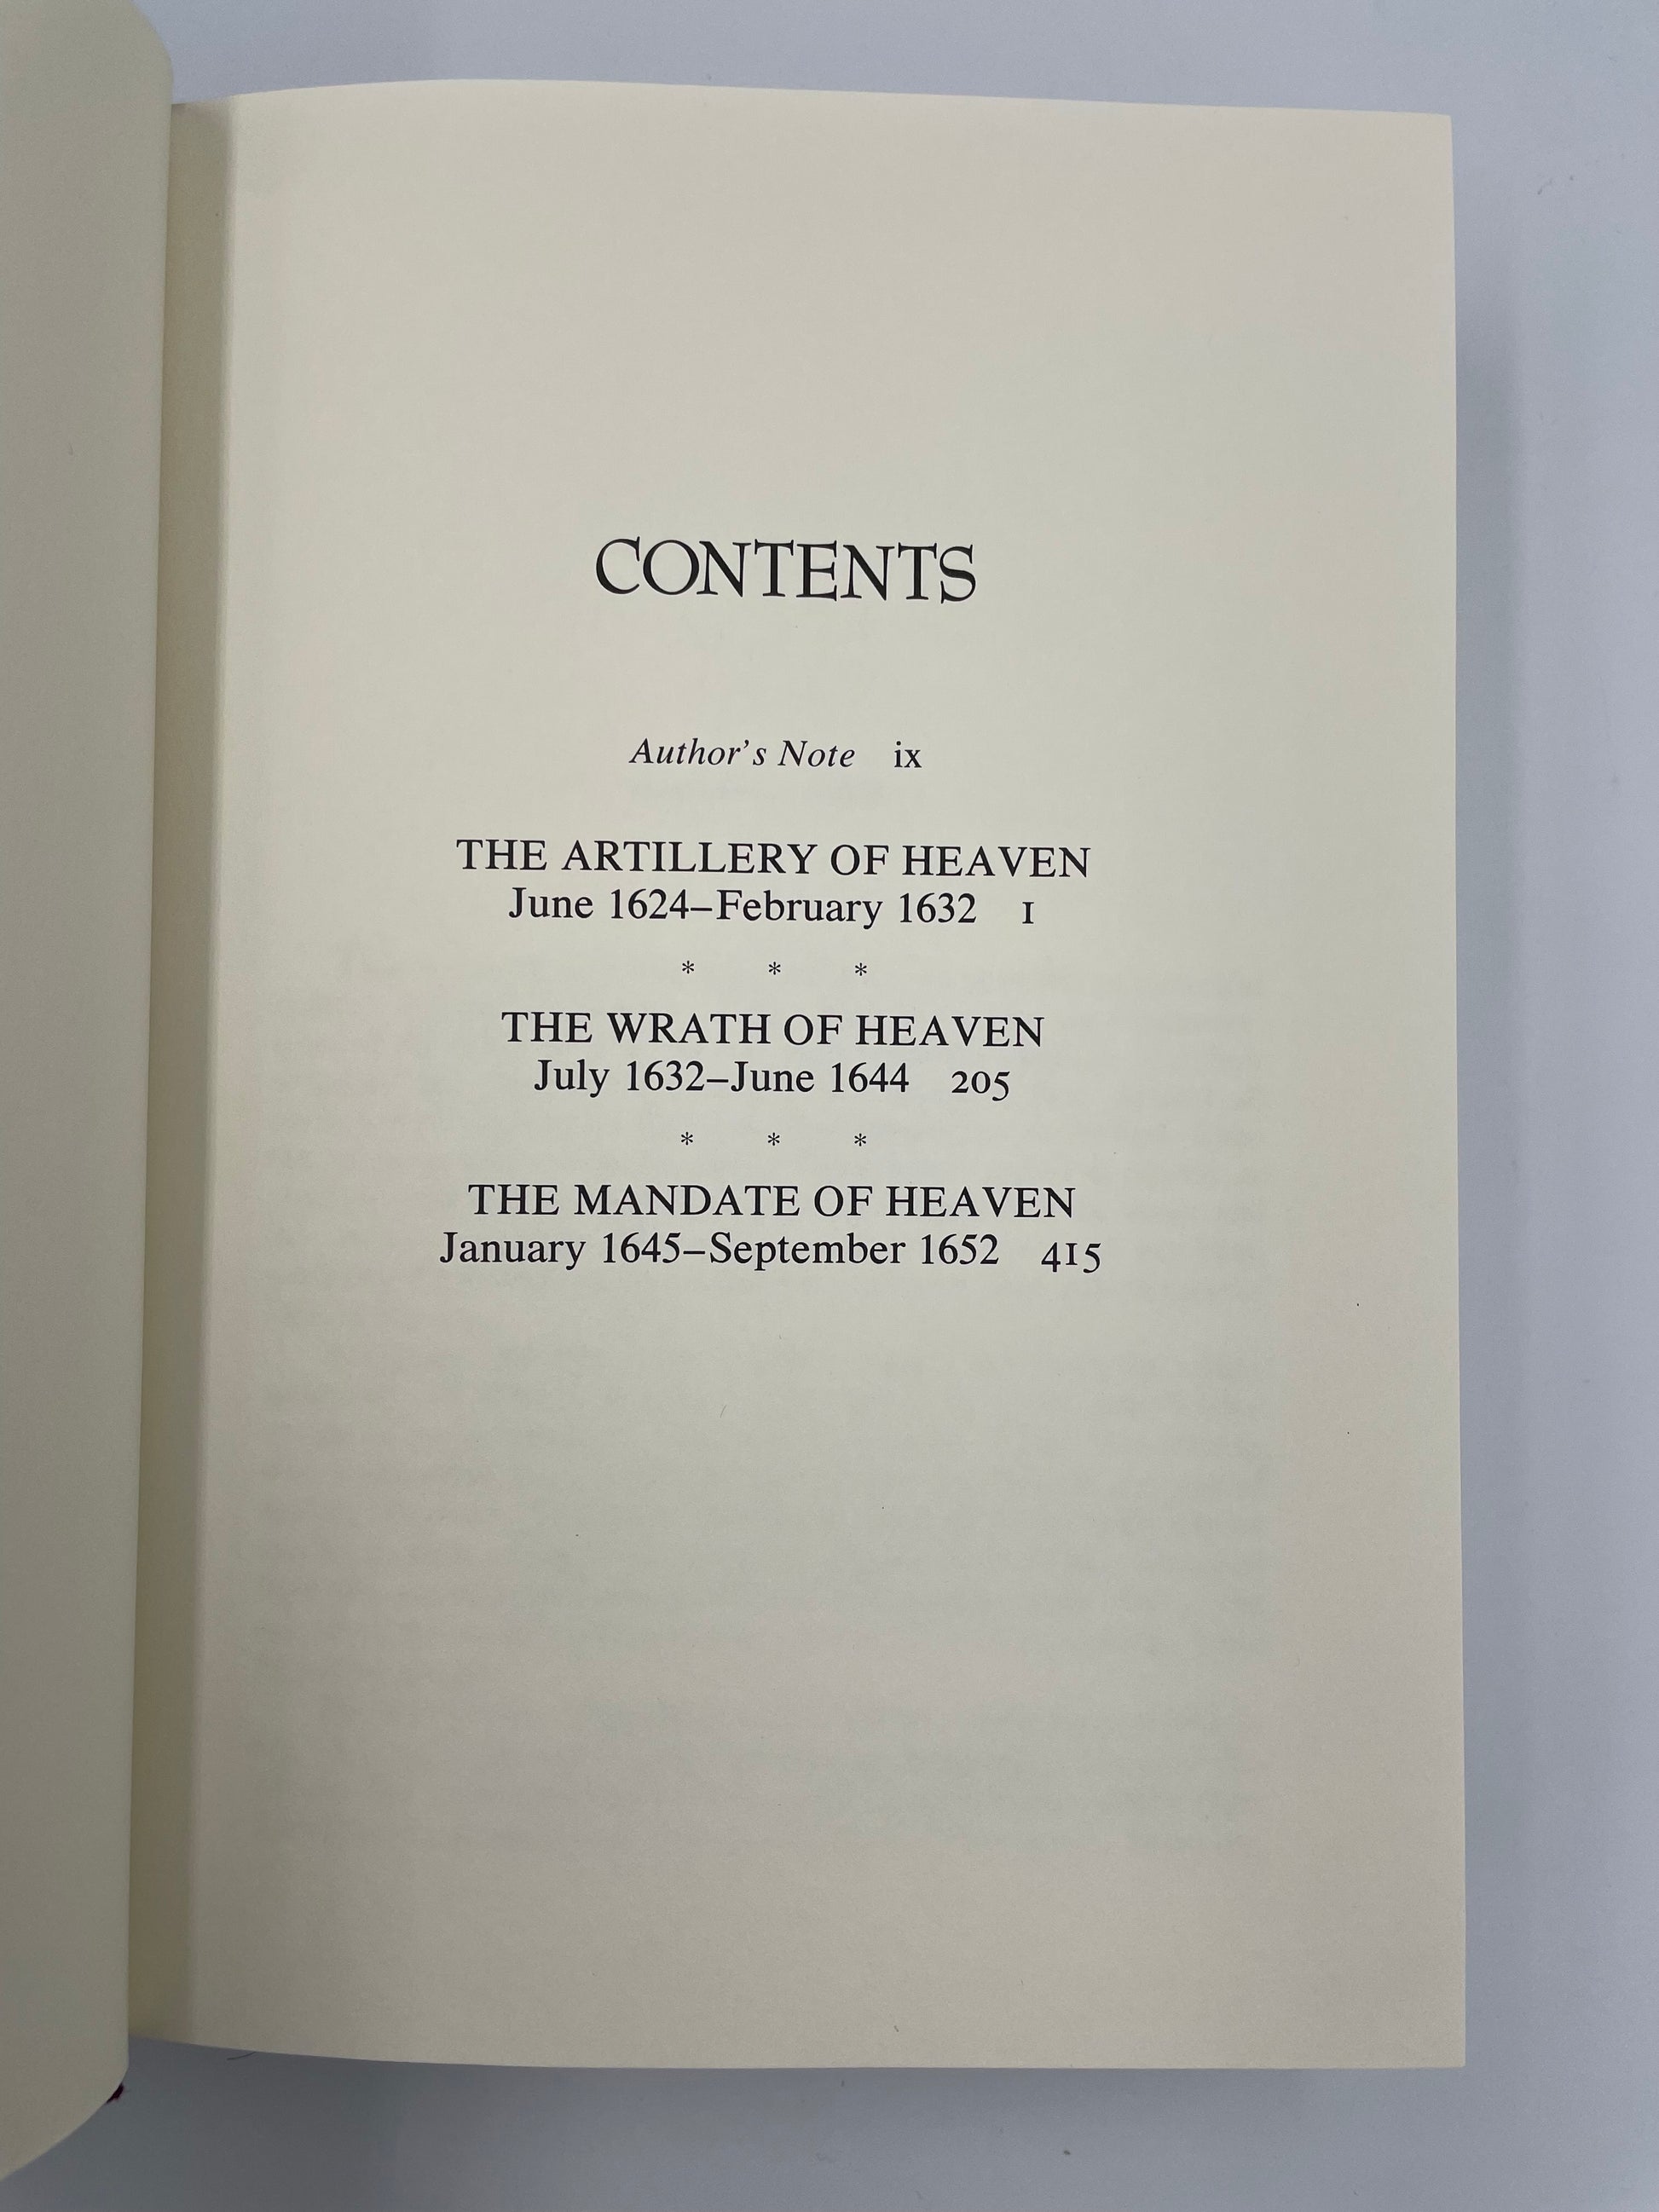 CONTENTS
Author's Note ix
THE ARTILLERY OF HEAVEN
June 1624–February 1632 1
* * *
THE WRATH OF HEAVEN
July 1632–June 1644 205
* * *
THE MANDATE OF HEAVEN
January 1645–September 1652 415